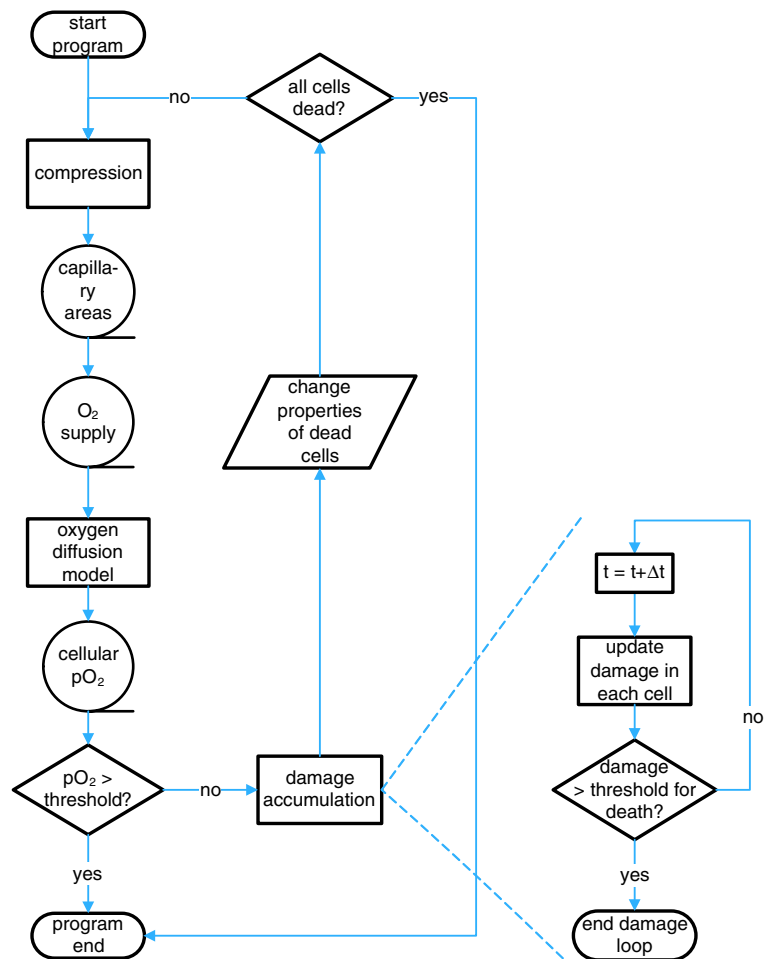 start
program
all cells
dead?
no
yes
compression
capilla-
ry
areas
O₂
supply
change
properties
of dead
cells
oxygen
diffusion
model
t = t+Δt
cellular
pO₂
update
damage in
each cell
no
pO₂ >
threshold?
no
damage
accumulation
damage
> threshold for
death?
yes
yes
program
end
end damage
loop